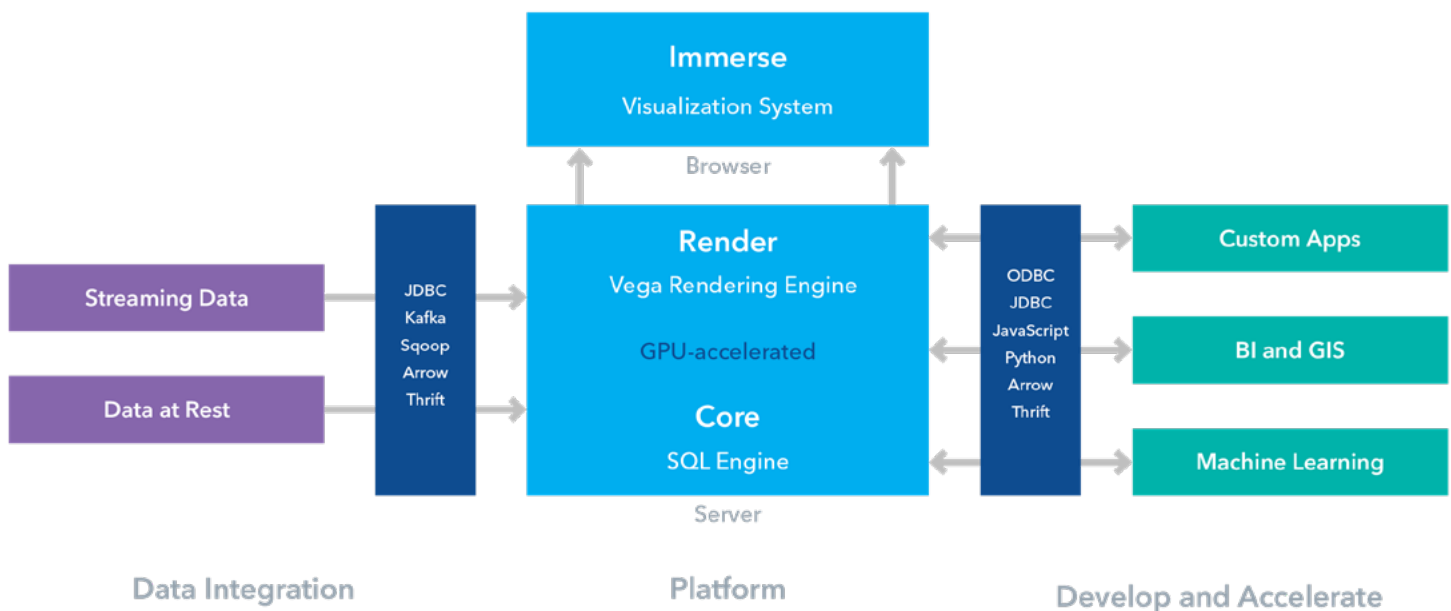 Immerse
Visualization System
Browser
Streaming Data
Data at Rest
JDBC
Kafka
Sqoop
Arrow
Thrift
Render
Vega Rendering Engine
GPU-accelerated
Core
SQL Engine
Server
ODBC
JDBC
JavaScript
Python
Arrow
Thrift
Custom Apps
BI and GIS
Machine Learning
Data Integration
Platform
Develop and Accelerate